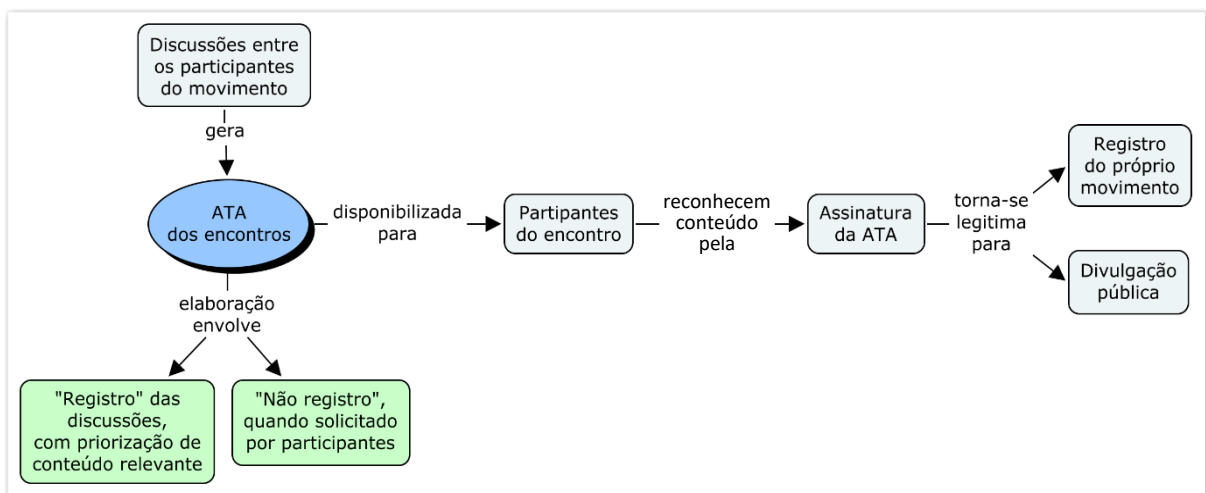 Discussões entre
os participantes
do movimento
gera
ATA
dos encontros
disponibilizada
para
Partipantes
do encontro
reconhecem
conteúdo
pela
Assinatura
da ATA
torna-se
legitima
para
Registro
do próprio
movimento
Divulgação
pública
elaboração
envolve
"Registro" das
discussões,
com priorização de
conteúdo relevante
"Não registro",
quando solicitado
por participantes